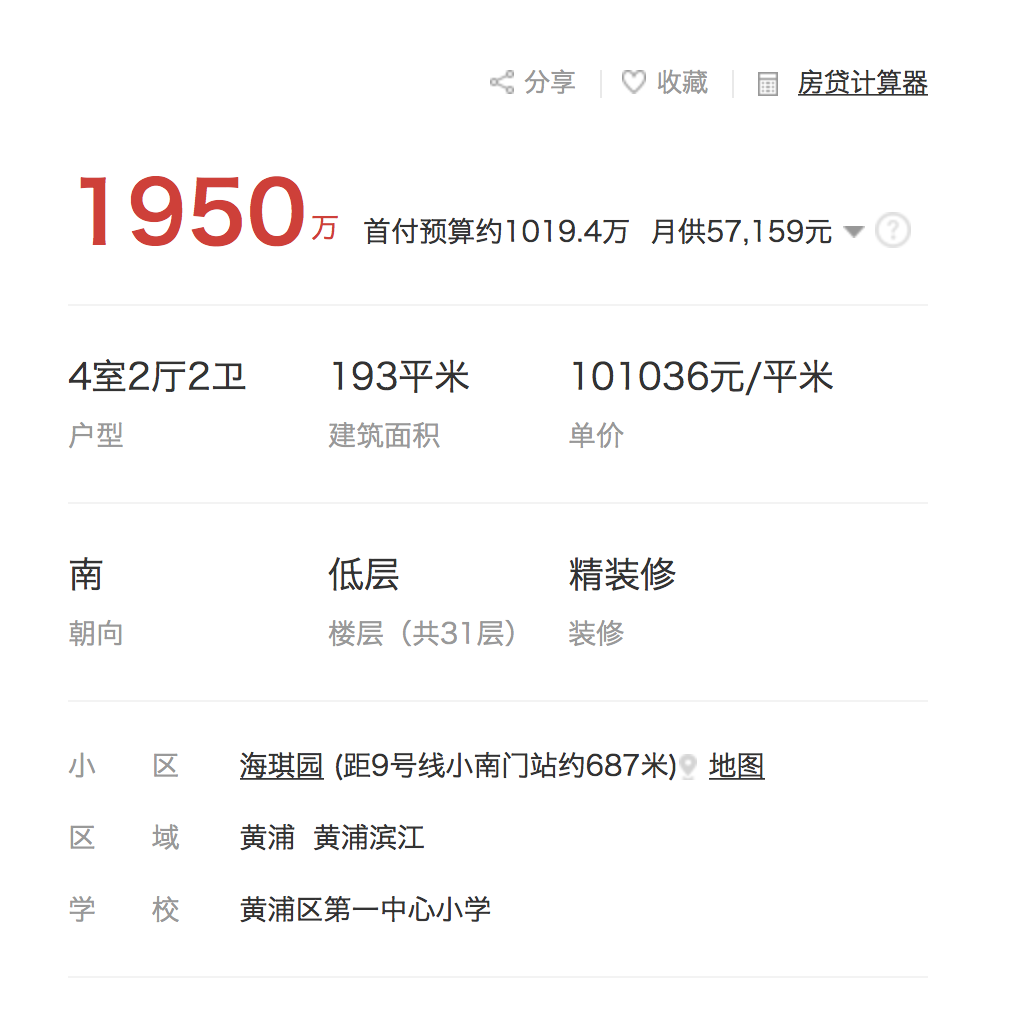 分享 收藏 房贷计算器
1950万 首付预算约1019.4万 月供57,159元 ?
4室2厅2卫 193平米 101036元/平米
户型 建筑面积 单价
南 低层 精装修
朝向 楼层（共31层） 装修
小区 海琪园 (距9号线小南门站约687米) 地图
区域 黄浦 黄浦滨江
学校 黄浦区第一中心小学